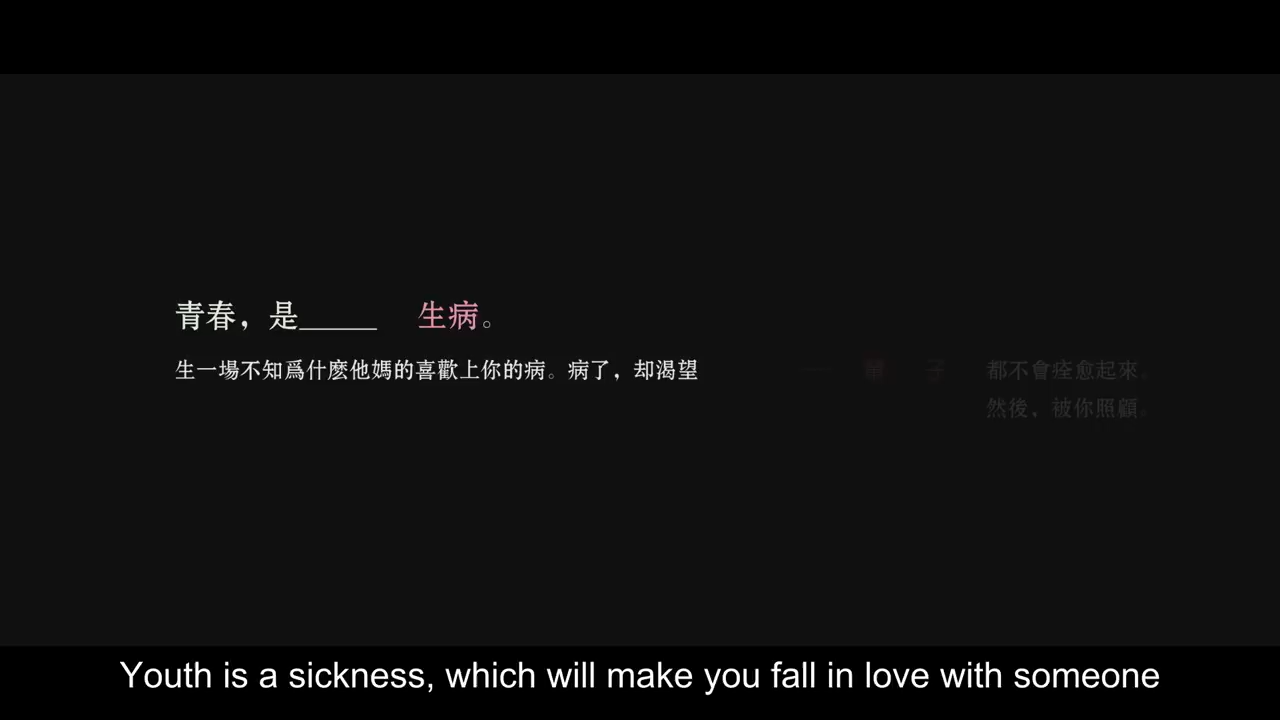 青春，是_____ 生病。
生一場不知爲什麽他媽的喜歡上你的病。病了，却渴望 一 輩 子 都不會痊愈起來。
然後，被你照顧。
Youth is a sickness, which will make you fall in love with someone